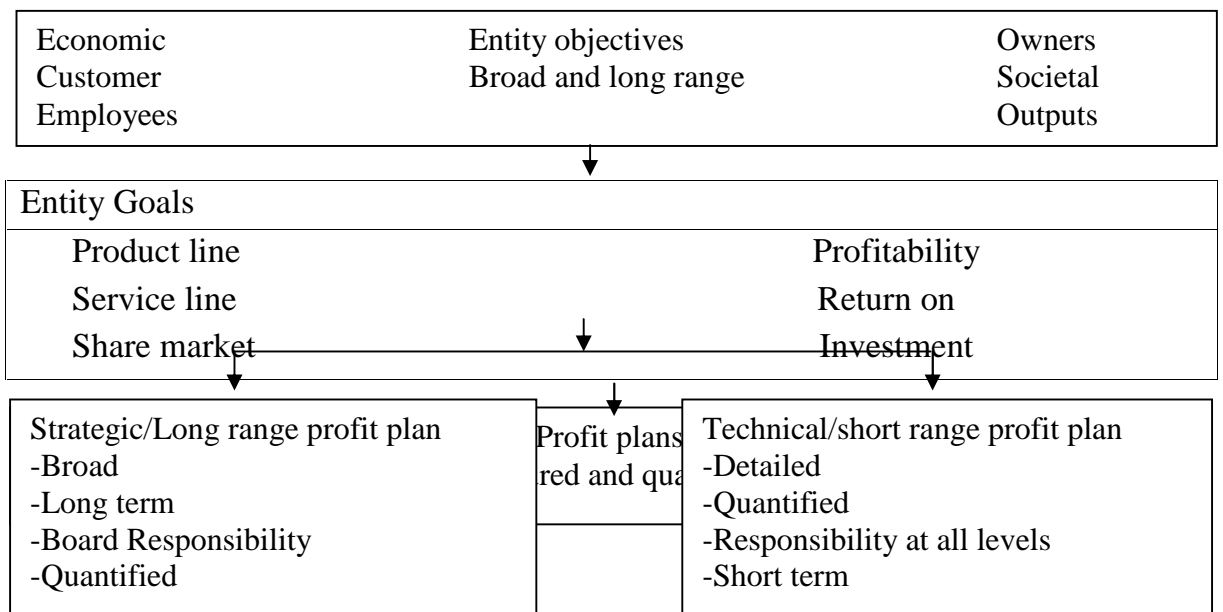 Economic Entity objectives Owners
Customer Broad and long range Societal
Employees Outputs
Entity Goals
Product line Profitability
Service line Return on
Share market Investment
Strategic/Long range profit plan
-Broad
-Long term
-Board Responsibility
-Quantified
Profit plans
and
Technical/short range profit plan
-Detailed
-Quantified
-Responsibility at all levels
-Short term